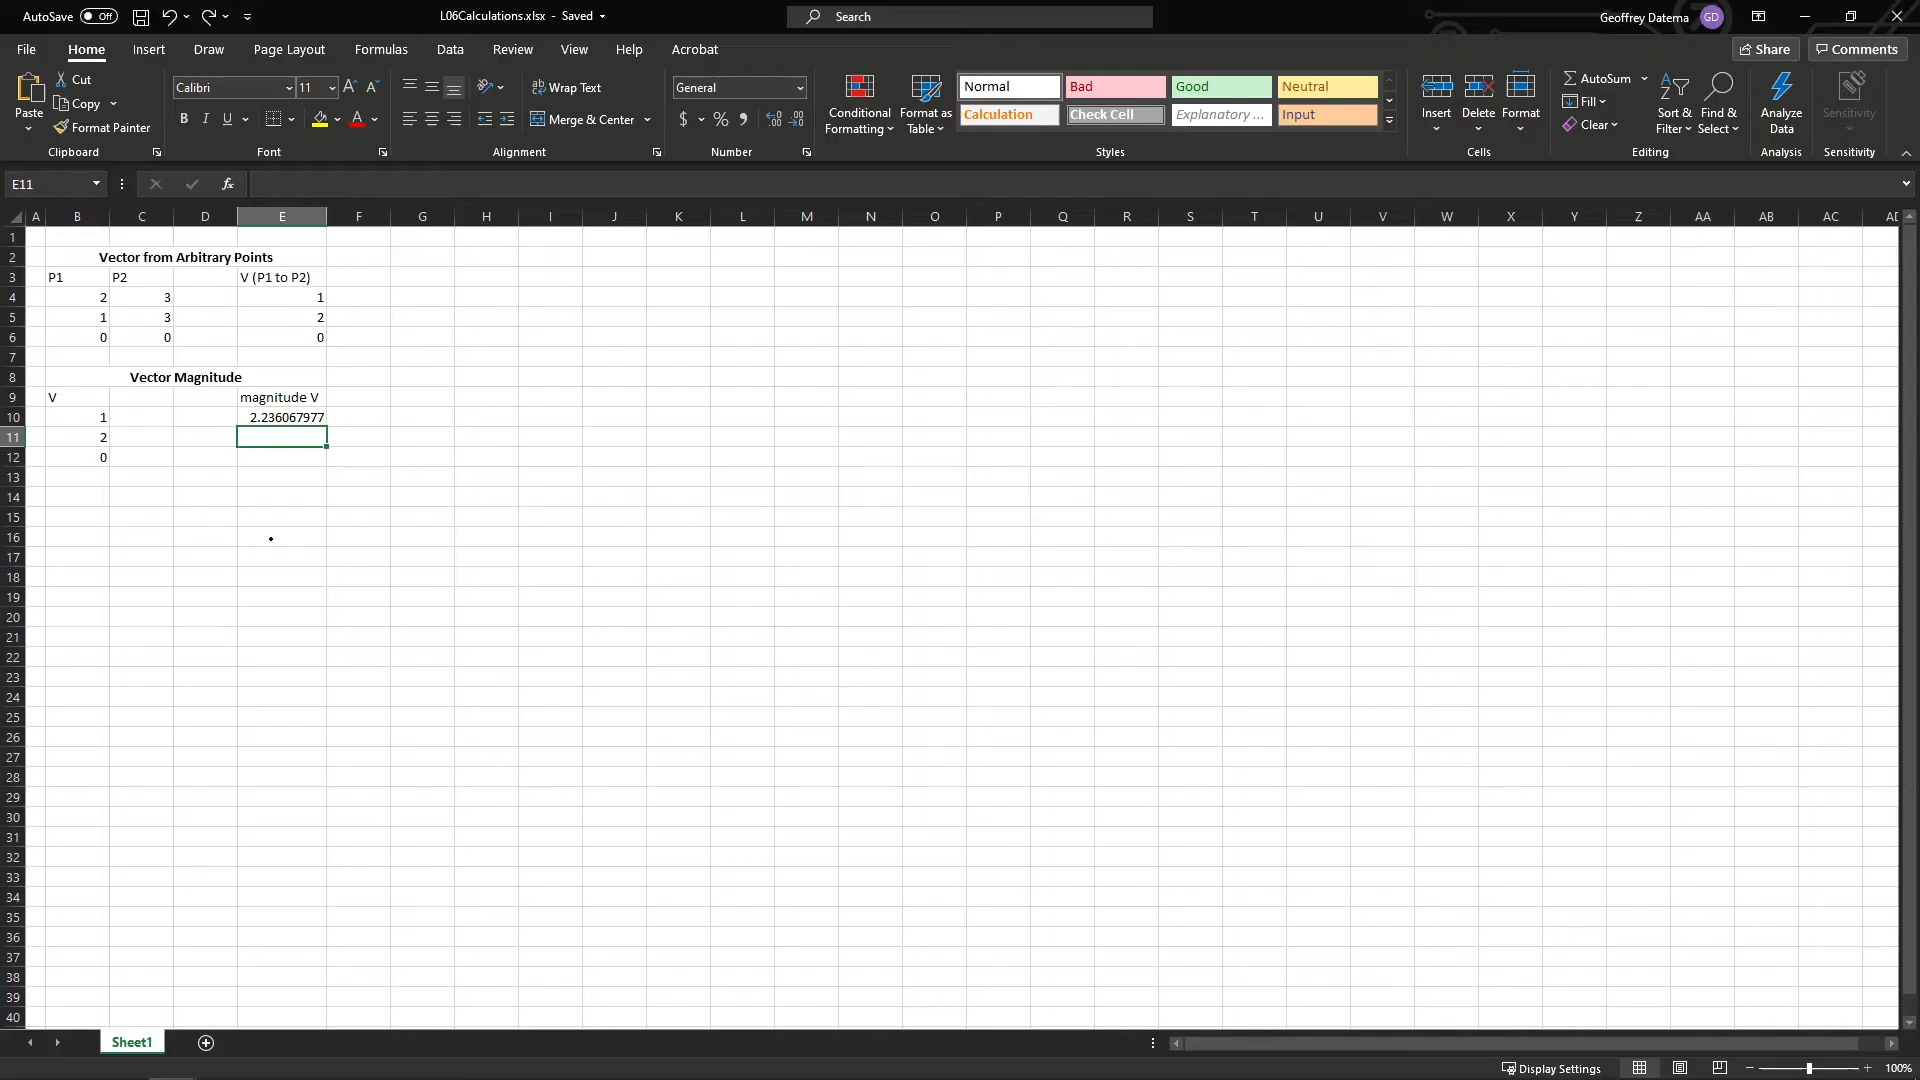 AutoSave Off L06Calculations.xlsx - Saved Search Geoffrey Datema GD
File Home Insert Draw Page Layout Formulas Data Review View Help Acrobat Share Comments
Paste Cut Copy Format Painter Clipboard
Calibri 11 B I U A Font
Wrap Text Merge & Center Alignment
General $ % Number
Conditional Formatting Format as Table
Normal Bad Good Neutral
Calculation Check Cell Explanatory ... Input
Styles
Insert Delete Format Cells
AutoSum Fill Clear Sort & Filter Find & Select Editing
Analyze Data Analysis
Sensitivity Sensitivity
E11 fx
A B C D E F G H I J K L M N O P Q R S T U V W X Y Z AA AB AC AD
1
2 Vector from Arbitrary Points
3 P1 P2 V (P1 to P2)
4 2 3 1
5 1 3 2
6 0 0 0
7
8 Vector Magnitude
9 V magnitude V
10 1 2.236067977
11 2
12 0
13
14
15
16
17
18
19
20
21
22
23
24
25
26
27
28
29
30
31
32
33
34
35
36
37
38
39
40
Sheet1
Display Settings 100%